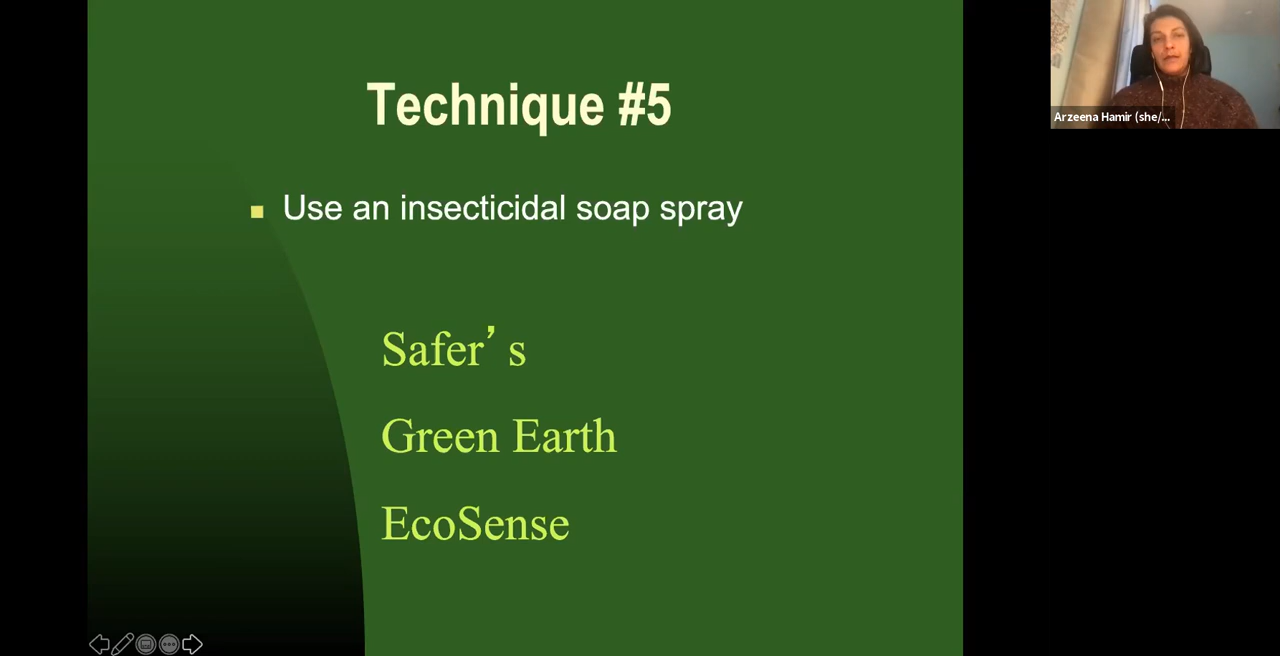 Technique #5
Use an insecticidal soap spray
Safer’s
Green Earth
EcoSense
Arzeena Hamir (she/...